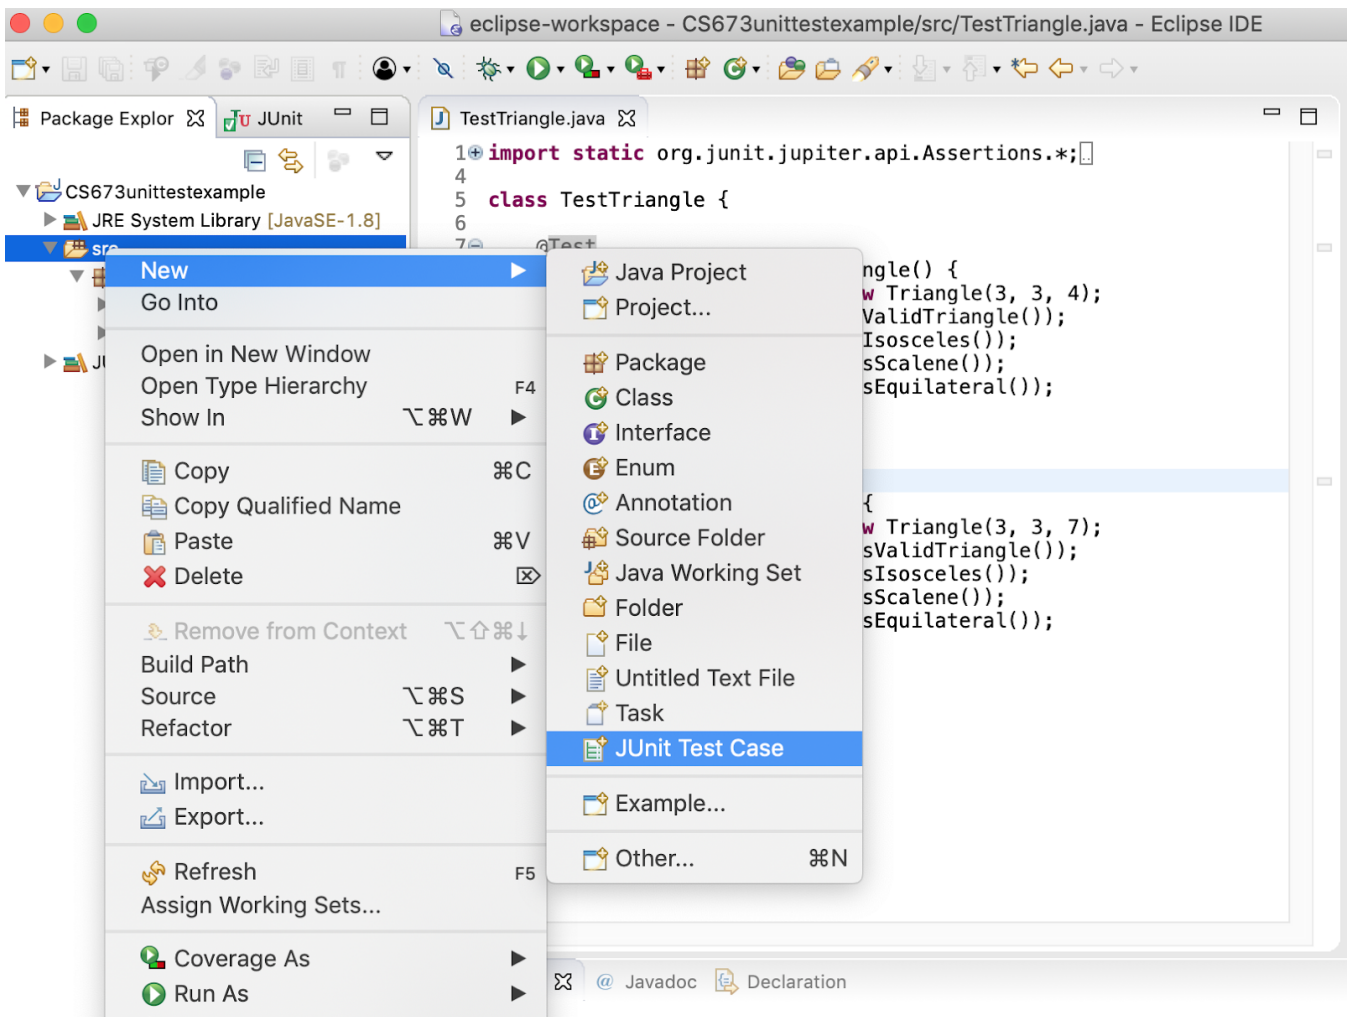 eclipse-workspace - CS673unittestexample/src/TestTriangle.java - Eclipse IDE
Package Explor
JUnit
TestTriangle.java
CS673unittestexample
JRE System Library [JavaSE-1.8]
src
1 import static org.junit.jupiter.api.Assertions.*;
4
5 class TestTriangle {
6
7 @Test
ngle() {
w Triangle(3, 3, 4);
ValidTriangle());
Isosceles());
sScalene());
sEquilateral());
{
w Triangle(3, 3, 7);
sValidTriangle());
sIsosceles());
sScalene());
sEquilateral());
New
Go Into
Open in New Window
Open Type Hierarchy F4
Show In ⌥⌘W
Copy ⌘C
Copy Qualified Name
Paste ⌘V
Delete ⌦
Remove from Context ⌥⇧⌘↓
Build Path
Source ⌥⌘S
Refactor ⌥⌘T
Import...
Export...
Refresh F5
Assign Working Sets...
Coverage As
Run As
Java Project
Project...
Package
Class
Interface
Enum
Annotation
Source Folder
Java Working Set
Folder
File
Untitled Text File
Task
JUnit Test Case
Example...
Other... ⌘N
@ Javadoc
Declaration